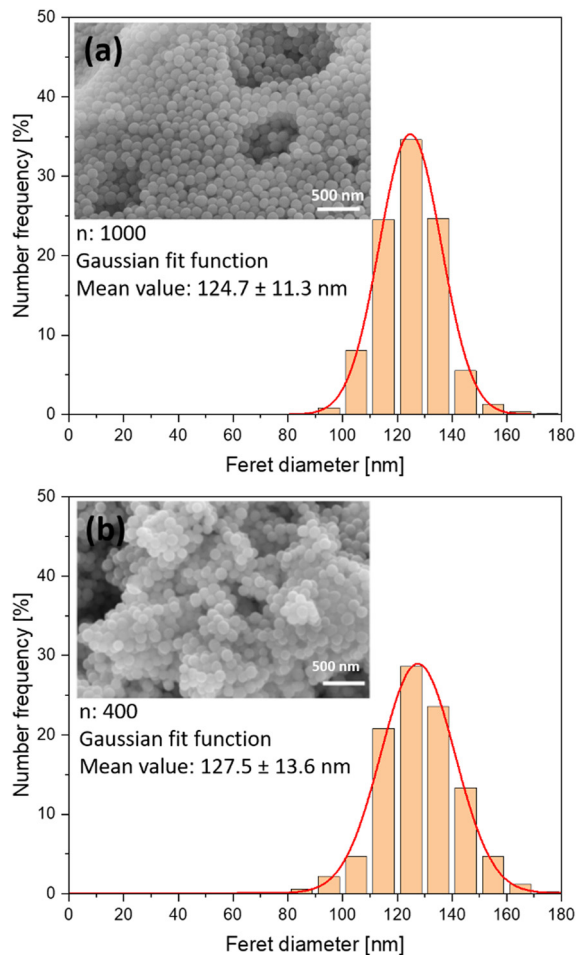 50
40
30
20
10
0
Number frequency [%]
(a)
500 nm
n: 1000
Gaussian fit function
Mean value: 124.7 ± 11.3 nm
0 20 40 60 80 100 120 140 160 180
Feret diameter [nm]
50
40
30
20
10
0
Number frequency [%]
(b)
500 nm
n: 400
Gaussian fit function
Mean value: 127.5 ± 13.6 nm
0 20 40 60 80 100 120 140 160 180
Feret diameter [nm]